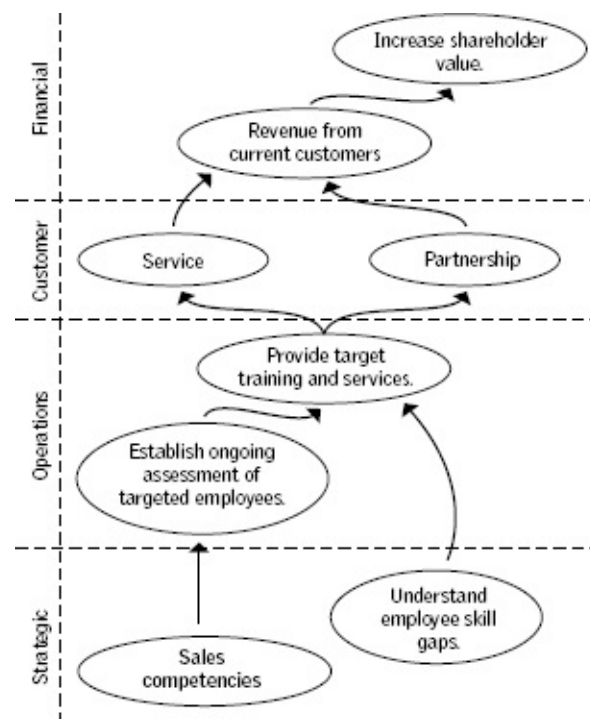 Financial
Increase shareholder
value.
Revenue from
current customers
Customer
Service
Partnership
Operations
Provide target
training and services.
Establish ongoing
assessment of
targeted employees.
Strategic
Understand
employee skill
gaps.
Sales
competencies